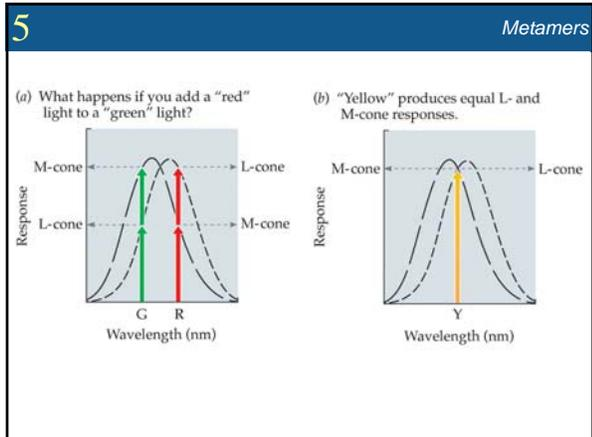 5
Metamers
(a) What happens if you add a “red”
light to a “green” light?
M-cone
L-cone
L-cone
M-cone
Response
G R
Wavelength (nm)
(b) “Yellow” produces equal L- and
M-cone responses.
M-cone
L-cone
Response
Y
Wavelength (nm)